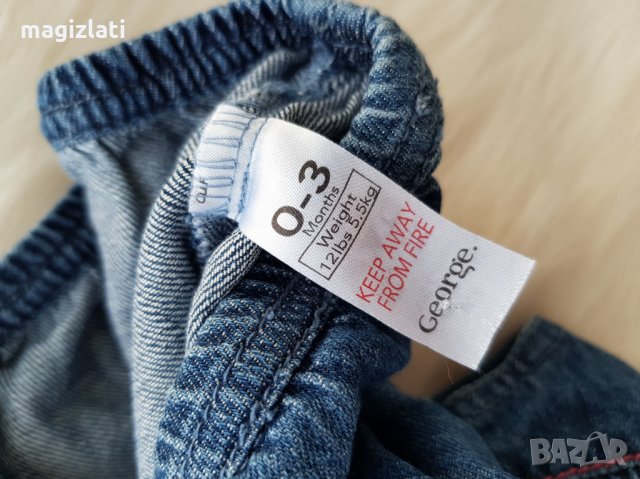 magizlati
0-3
Months
Weight
12lbs 5.5kg
KEEP AWAY
FROM FIRE
George.
BAZAR